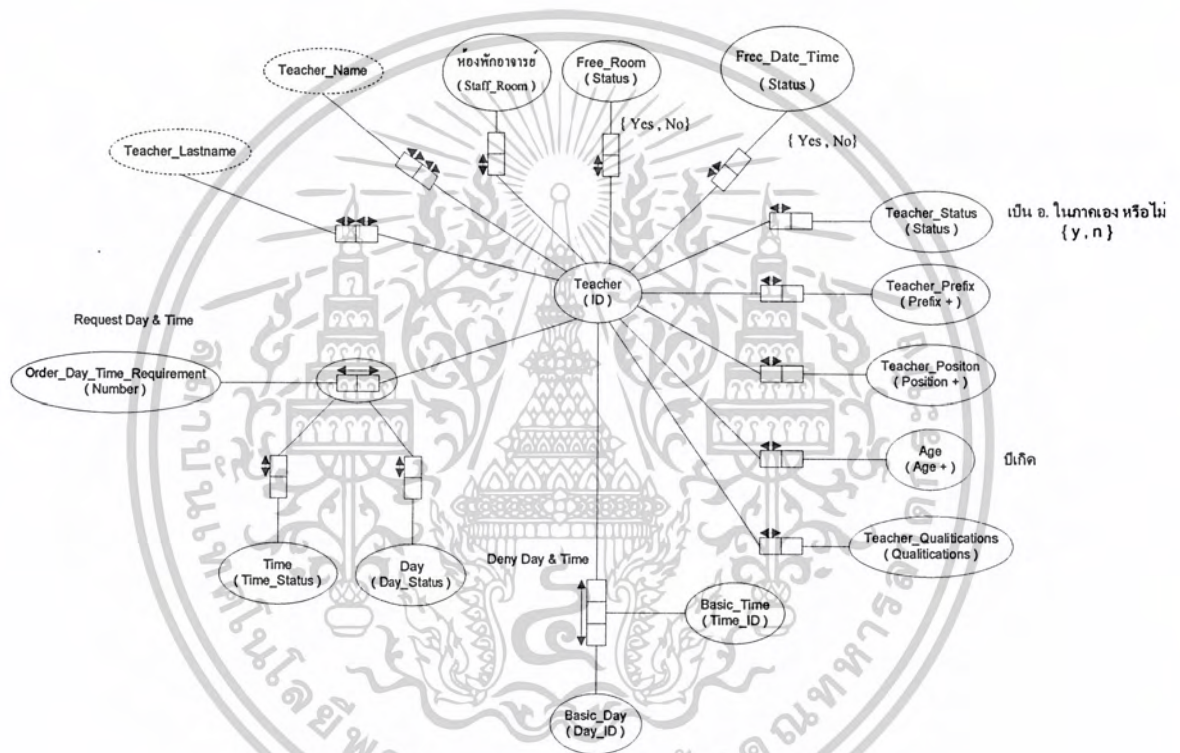 Teacher_Name
ห้องพักอาจารย์
( Staff_Room )
Free_Room
( Status )
Free_Date_Time
( Status )
{ Yes , No}
{ Yes , No}
Teacher_Lastname
Teacher_Status
( Status )
เป็น อ. ในภาคเอง หรือไม่
{ y , n }
Teacher
( ID )
Teacher_Prefix
( Prefix + )
Request Day & Time
Order_Day_Time_Requirement
( Number )
Teacher_Positon
( Position + )
Age
( Age + )
ปีเกิด
Teacher_Qualitications
( Qualitications )
Time
( Time_Status )
Day
( Day_Status )
Deny Day & Time
Basic_Time
( Time_ID )
Basic_Day
( Day_ID )